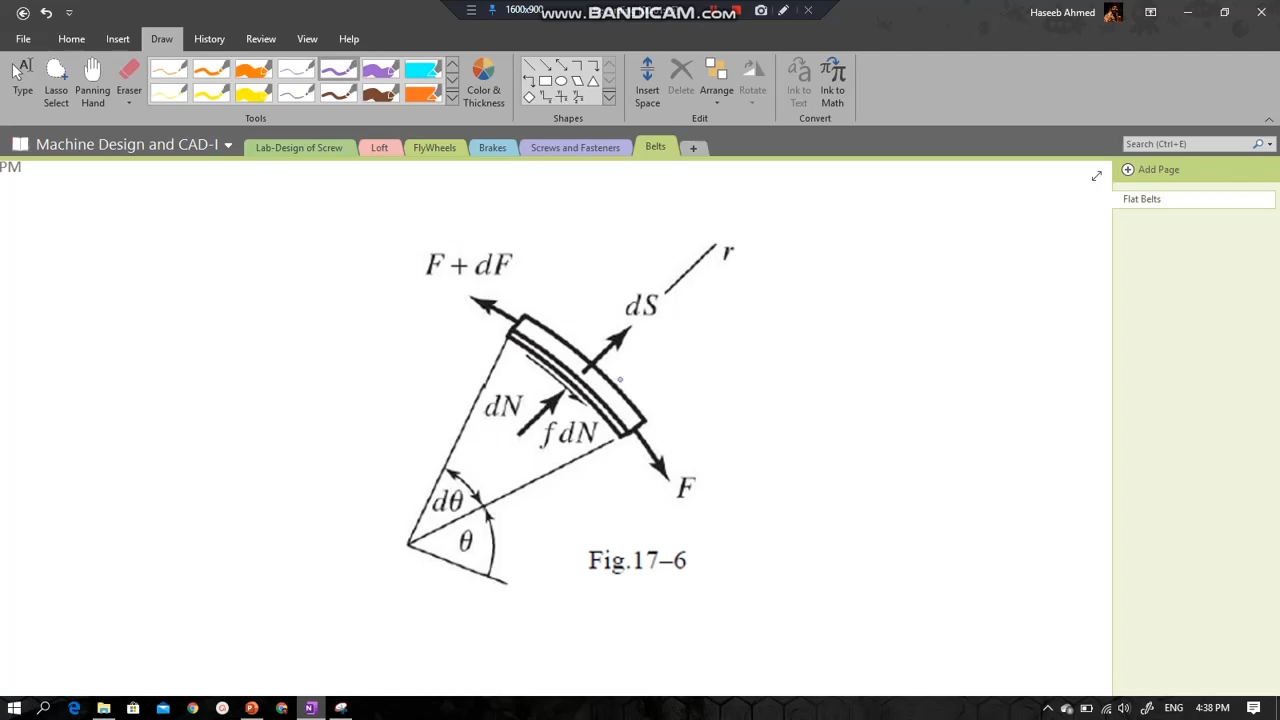 1600x900
www.BANDICAM.com
Haseeb Ahmed
File Home Insert Draw History Review View Help
Type
Lasso Select
Panning Hand
Eraser
Color & Thickness
Insert Space
Delete
Arrange
Rotate
Ink to Text
Ink to Math
Tools
Shapes
Edit
Convert
Machine Design and CAD-I
Lab-Design of Screw
Loft
FlyWheels
Brakes
Screws and Fasteners
Belts
Search (Ctrl+E)
PM
Add Page
Flat Belts
F + dF
r
dS
dN
f dN
F
dθ
θ
Fig.17–6
ENG
4:38 PM